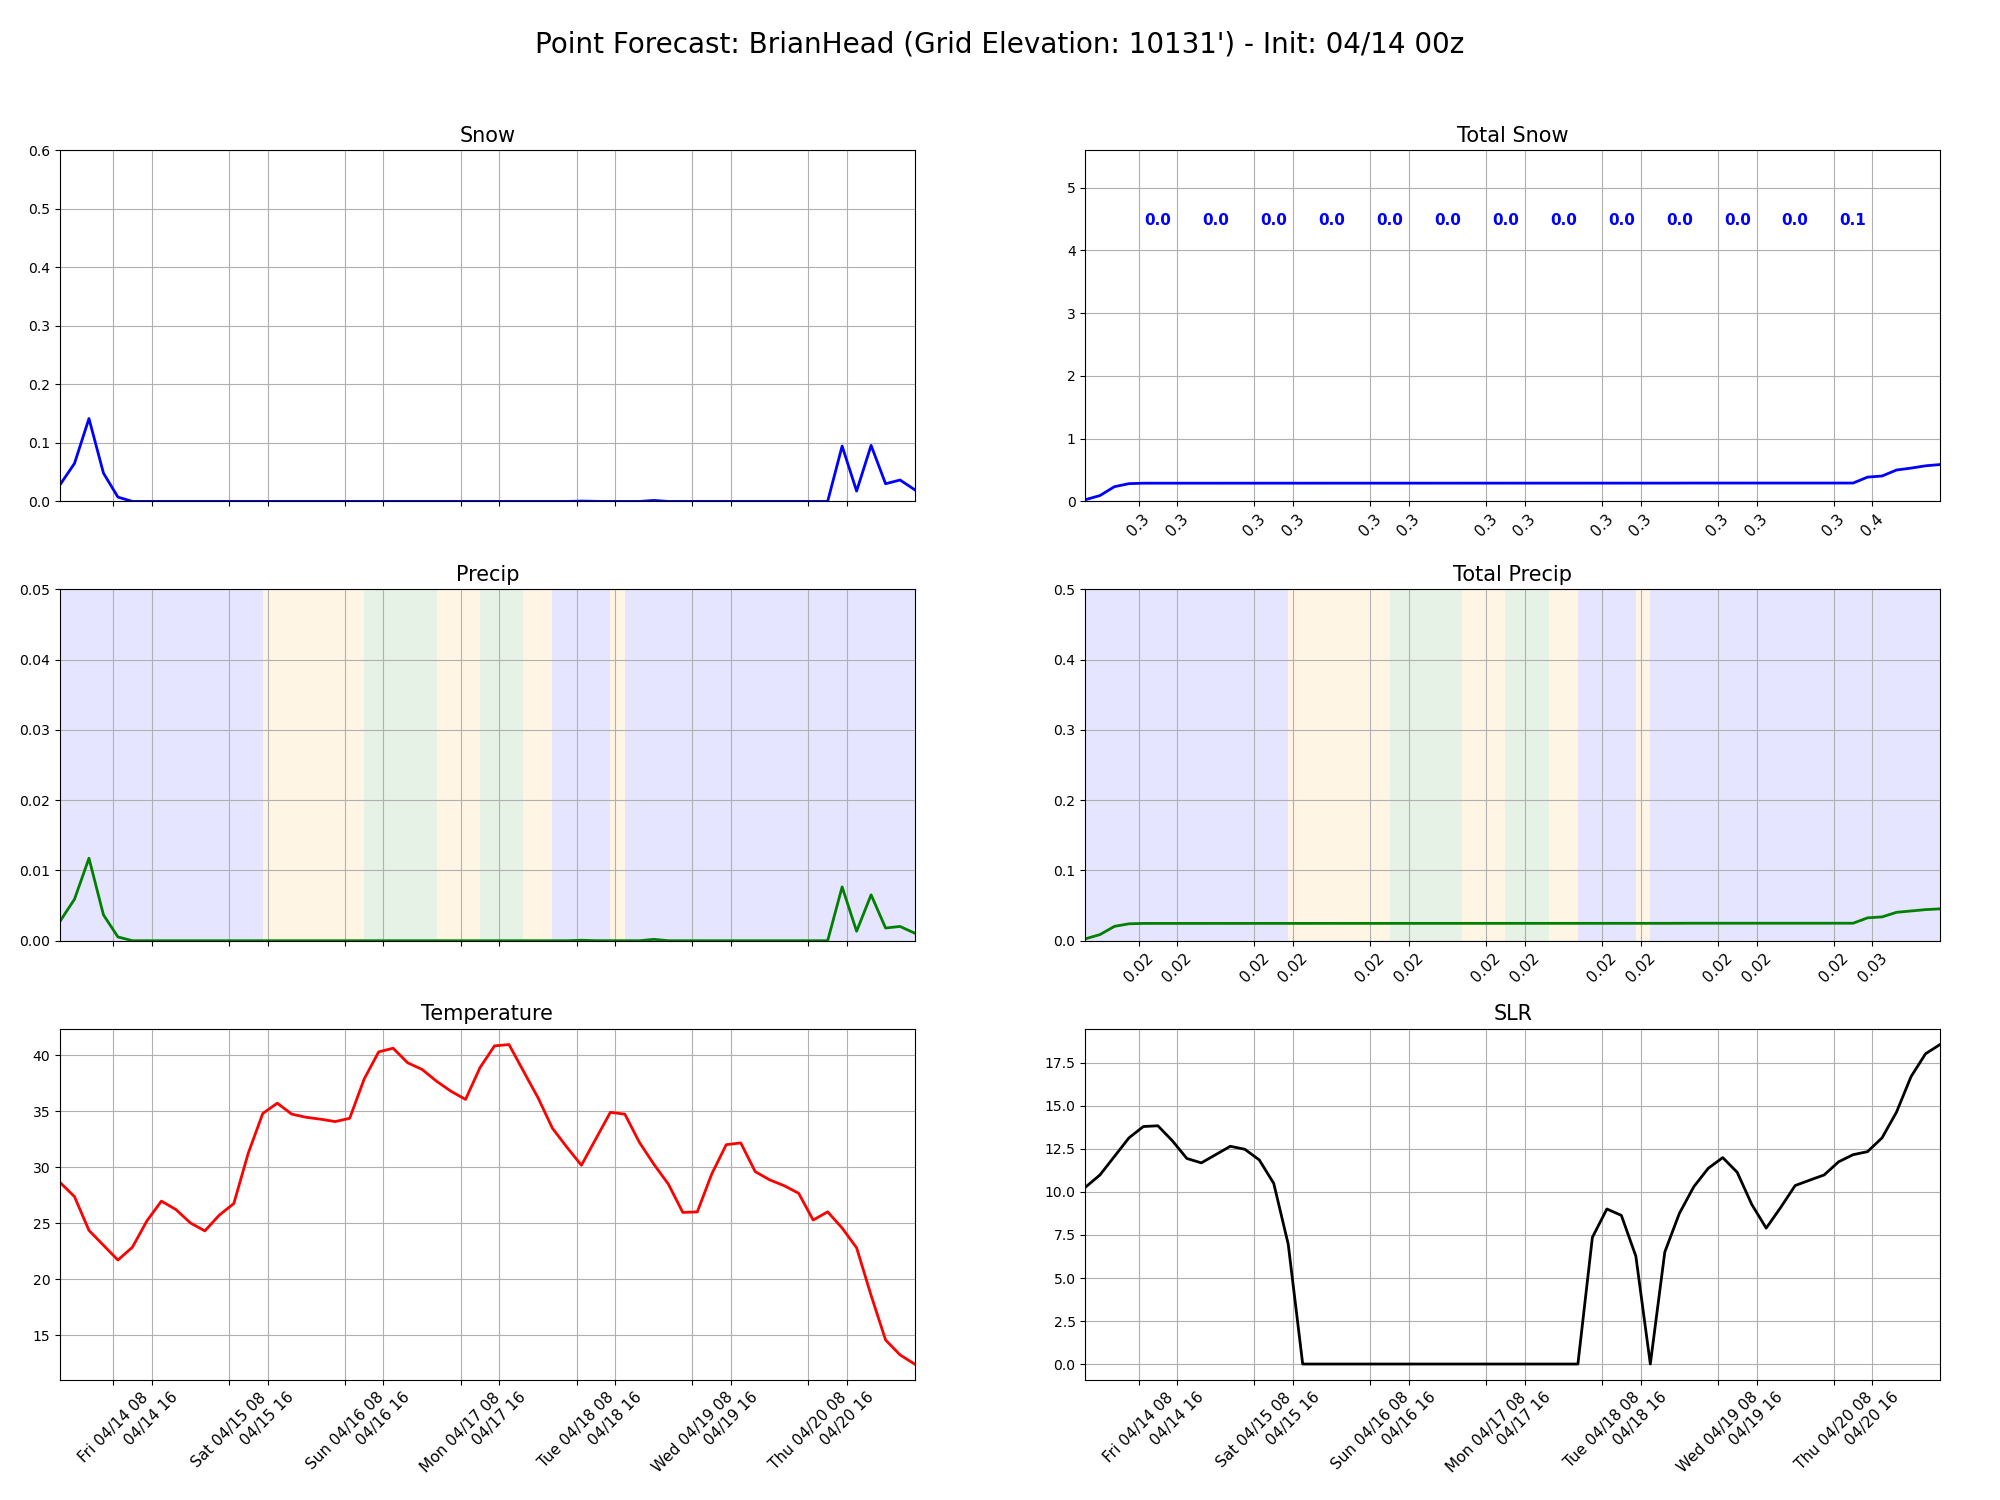 Point Forecast: BrianHead (Grid Elevation: 10131') - Init: 04/14 00z
Snow
0.6
0.5
0.4
0.3
0.2
0.1
0.0
Total Snow
5
4
3
2
1
0
0.0 0.0 0.0 0.0 0.0 0.0 0.0 0.0 0.0 0.0 0.0 0.0 0.1
0.3 0.3 0.3 0.3 0.3 0.3 0.3 0.3 0.3 0.3 0.3 0.3 0.3 0.4
Precip
0.05
0.04
0.03
0.02
0.01
0.00
Total Precip
0.5
0.4
0.3
0.2
0.1
0.0
0.02 0.02 0.02 0.02 0.02 0.02 0.02 0.02 0.02 0.02 0.02 0.02 0.02 0.03
Temperature
40
35
30
25
20
15
Fri 04/14 08
04/14 16
Sat 04/15 08
04/15 16
Sun 04/16 08
04/16 16
Mon 04/17 08
04/17 16
Tue 04/18 08
04/18 16
Wed 04/19 08
04/19 16
Thu 04/20 08
04/20 16
SLR
17.5
15.0
12.5
10.0
7.5
5.0
2.5
0.0
Fri 04/14 08
04/14 16
Sat 04/15 08
04/15 16
Sun 04/16 08
04/16 16
Mon 04/17 08
04/17 16
Tue 04/18 08
04/18 16
Wed 04/19 08
04/19 16
Thu 04/20 08
04/20 16